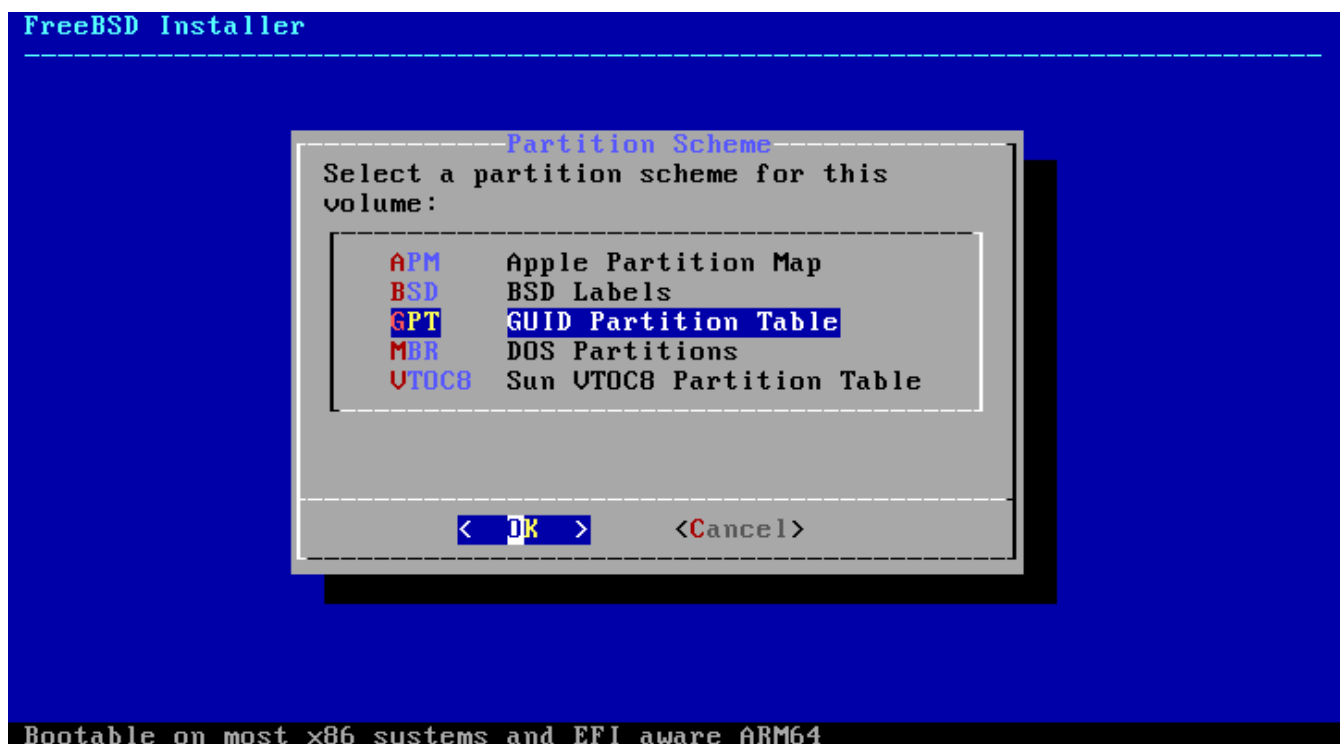 FreeBSD Installer
Partition Scheme
Select a partition scheme for this
volume:
APM Apple Partition Map
BSD BSD Labels
GPT GUID Partition Table
MBR DOS Partitions
VTOC8 Sun VTOC8 Partition Table
< OK > <Cancel>
Bootable on most x86 systems and EFI aware ARM64